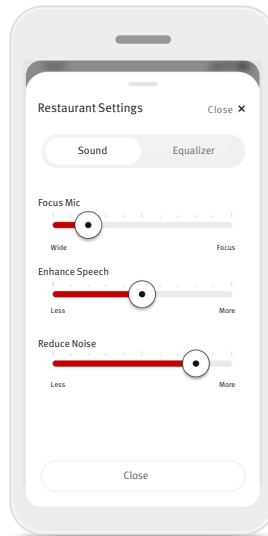 Restaurant Settings
Close ×
Sound Equalizer
Focus Mic
Wide Focus
Enhance Speech
Less More
Reduce Noise
Less More
Close